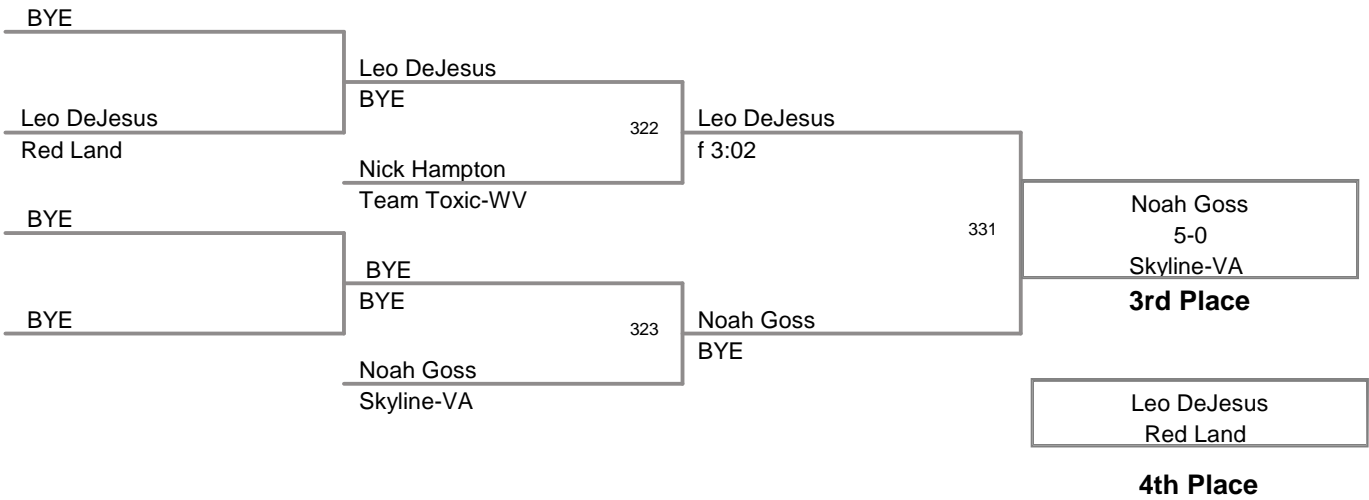 BYE
Leo DeJesus
BYE
Leo DeJesus
Red Land
322
Leo DeJesus
f 3:02
Nick Hampton
Team Toxic-WV
BYE
331
Noah Goss
5-0
Skyline-VA
3rd Place
BYE
BYE
BYE
323
Noah Goss
BYE
Noah Goss
Skyline-VA
Leo DeJesus
Red Land
4th Place